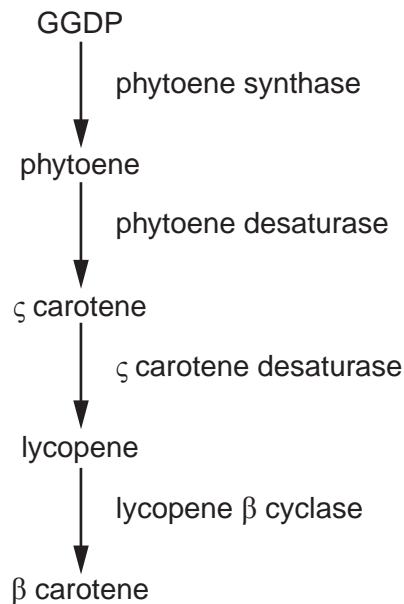 GGDP
phytoene synthase
phytoene
phytoene desaturase
ς carotene
ς carotene desaturase
lycopene
lycopene β cyclase
β carotene